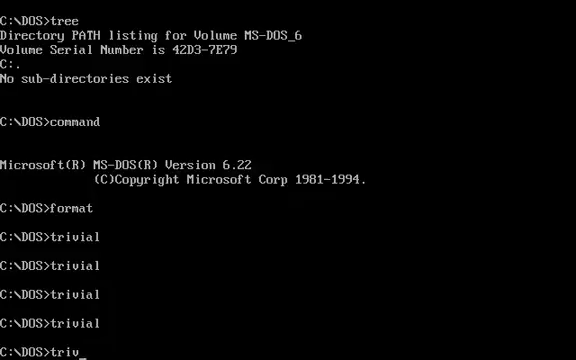 C:\DOS>tree
Directory PATH listing for Volume MS-DOS_6
Volume Serial Number is 42D3-7E79
C:.
No sub-directories exist
C:\DOS>command
Microsoft(R) MS-DOS(R) Version 6.22
(C)Copyright Microsoft Corp 1981-1994.
C:\DOS>format
C:\DOS>trivial
C:\DOS>trivial
C:\DOS>trivial
C:\DOS>trivial
C:\DOS>triv_